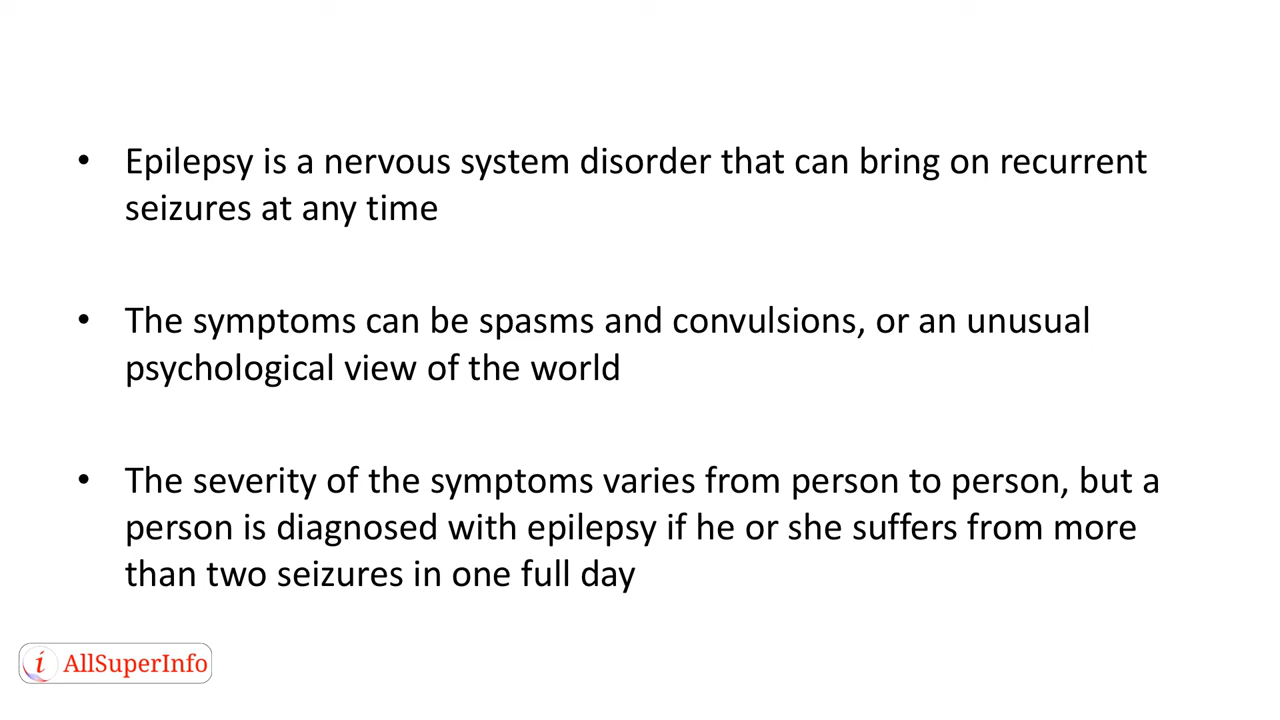 • Epilepsy is a nervous system disorder that can bring on recurrent
seizures at any time
• The symptoms can be spasms and convulsions, or an unusual
psychological view of the world
• The severity of the symptoms varies from person to person, but a
person is diagnosed with epilepsy if he or she suffers from more
than two seizures in one full day
i AllSuperInfo